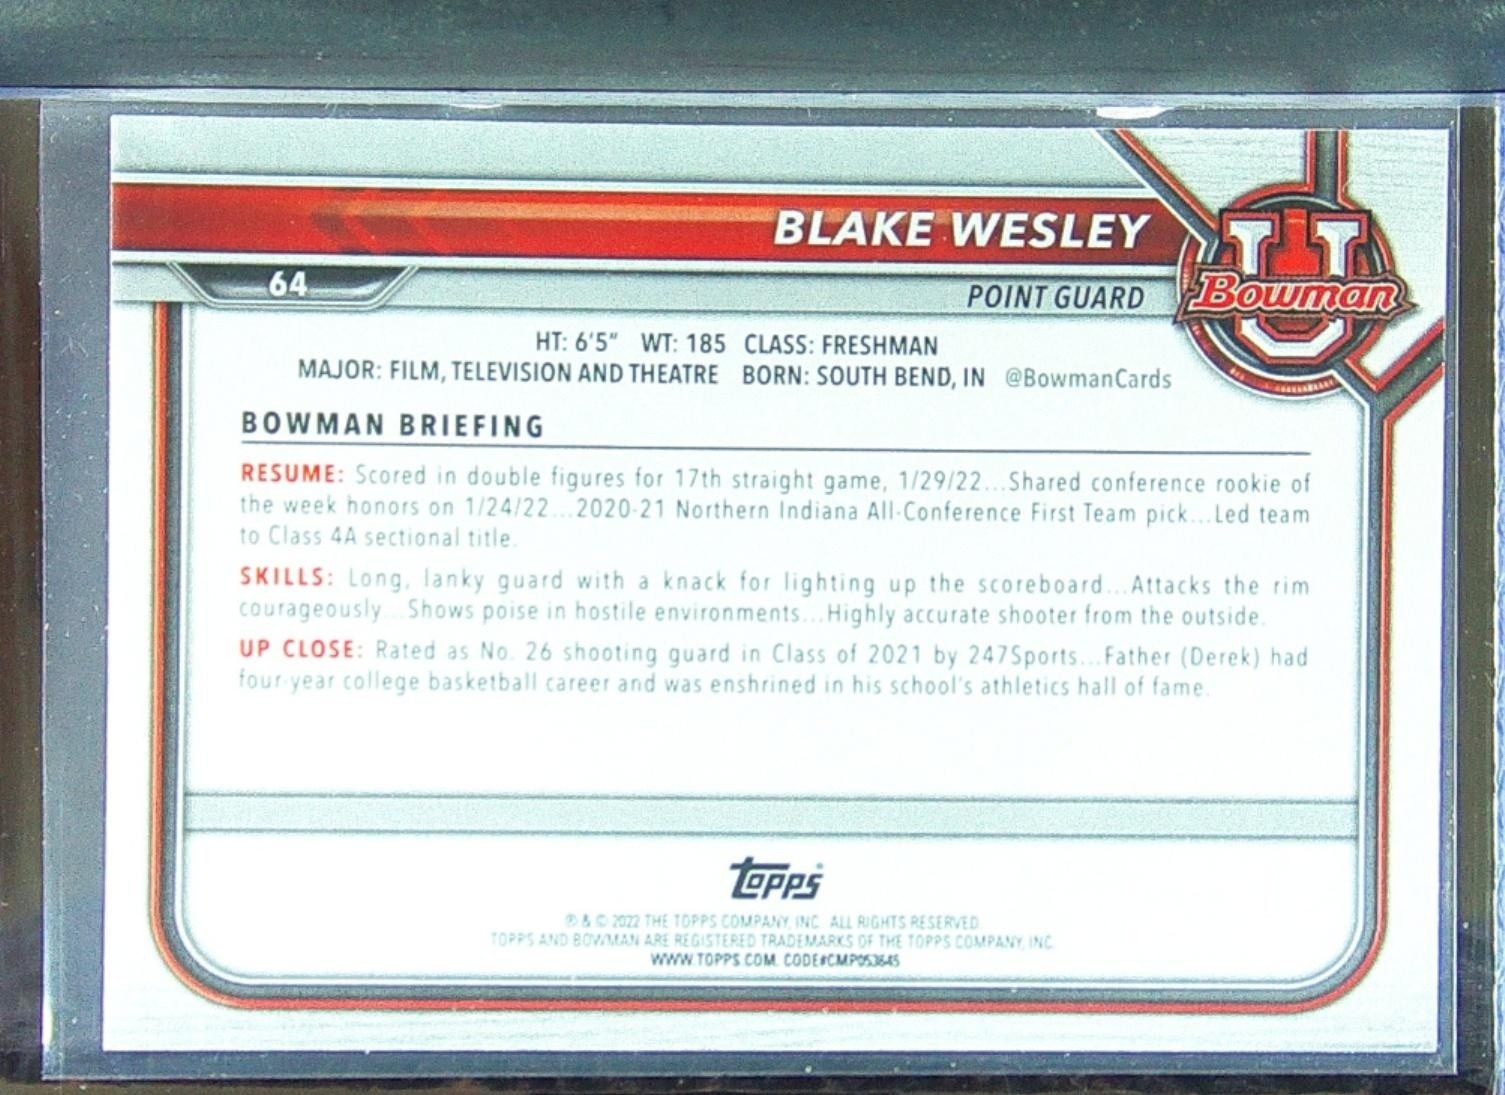 BLAKE WESLEY
U
Bowman
64
POINT GUARD
HT: 6'5" WT: 185 CLASS: FRESHMAN
MAJOR: FILM, TELEVISION AND THEATRE BORN: SOUTH BEND, IN @BowmanCards
BOWMAN BRIEFING
RESUME: Scored in double figures for 17th straight game, 1/29/22...Shared conference rookie of
the week honors on 1/24/22...2020-21 Northern Indiana All-Conference First Team pick...Led team
to Class 4A sectional title.
SKILLS: Long, lanky guard with a knack for lighting up the scoreboard...Attacks the rim
courageously...Shows poise in hostile environments...Highly accurate shooter from the outside.
UP CLOSE: Rated as No. 26 shooting guard in Class of 2021 by 247Sports...Father (Derek) had
four-year college basketball career and was enshrined in his school's athletics hall of fame.
topps
® & © 2022 THE TOPPS COMPANY, INC. ALL RIGHTS RESERVED.
TOPPS AND BOWMAN ARE REGISTERED TRADEMARKS OF THE TOPPS COMPANY, INC.
WWW.TOPPS.COM. CODE#CMP053645